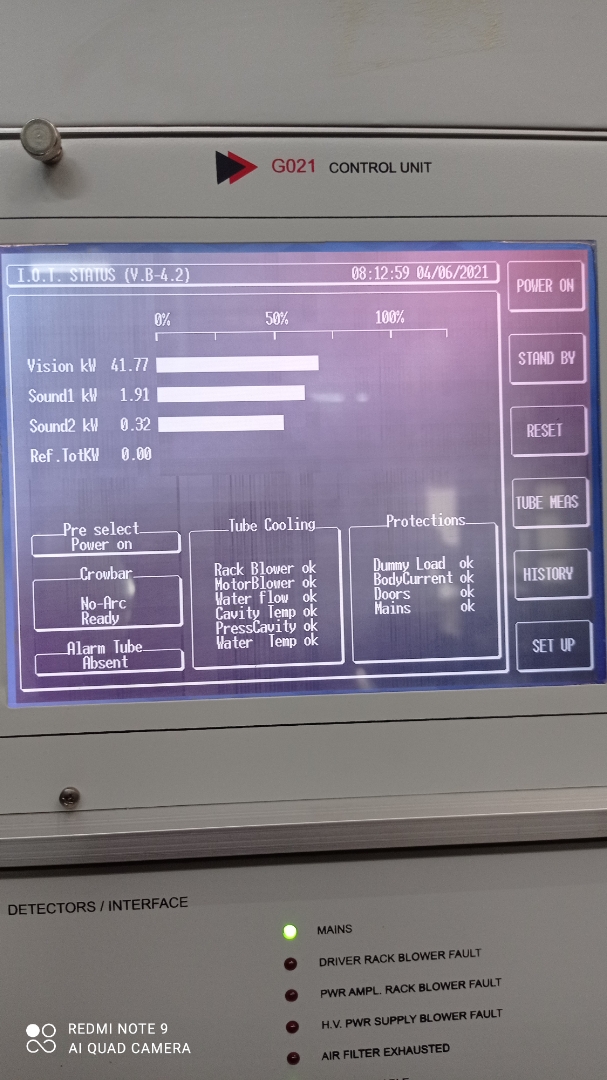 G021 CONTROL UNIT
I.O.T. STATUS (V.B-4.2) 08:12:59 04/06/2021
POWER ON
0% 50% 100%
Vision kW 41.77
STAND BY
Sound1 kW 1.91
Sound2 kW 0.32
RESET
Ref.TotKW 0.00
TUBE MEAS
Pre select
Power on
Crowbar
No-Arc
Ready
Alarm Tube
Absent
Tube Cooling
Rack Blower ok
MotorBlower ok
Water flow ok
Cavity Temp ok
PressCavity ok
Water Temp ok
Protections
Dummy Load ok
BodyCurrent ok
Doors ok
Mains ok
HISTORY
SET UP
DETECTORS / INTERFACE
MAINS
DRIVER RACK BLOWER FAULT
PWR AMPL. RACK BLOWER FAULT
H.V. PWR SUPPLY BLOWER FAULT
AIR FILTER EXHAUSTED
REDMI NOTE 9
AI QUAD CAMERA